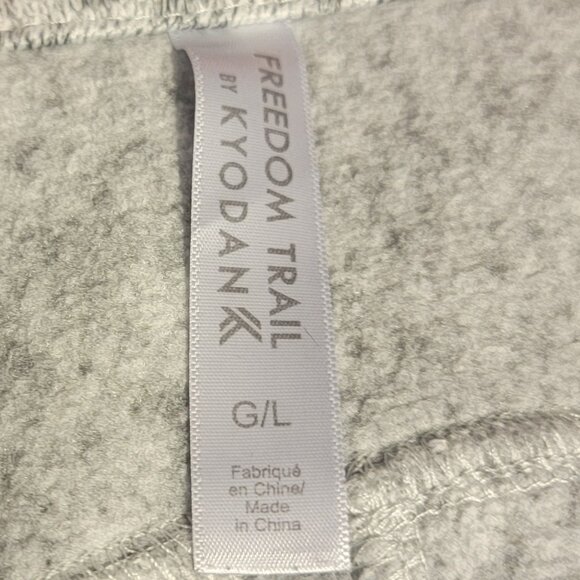 FREEDOM TRAIL
BY KYODAN
G/L
Fabriqué
en Chine/
Made
in China